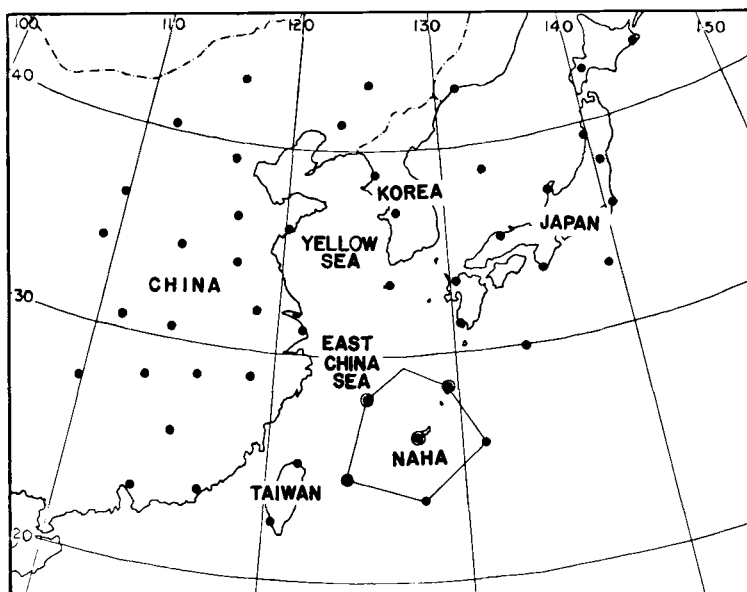 100
110
120
130
140
150
40
KOREA
JAPAN
YELLOW
SEA
CHINA
30
EAST
CHINA
SEA
NAHA
TAIWAN
20